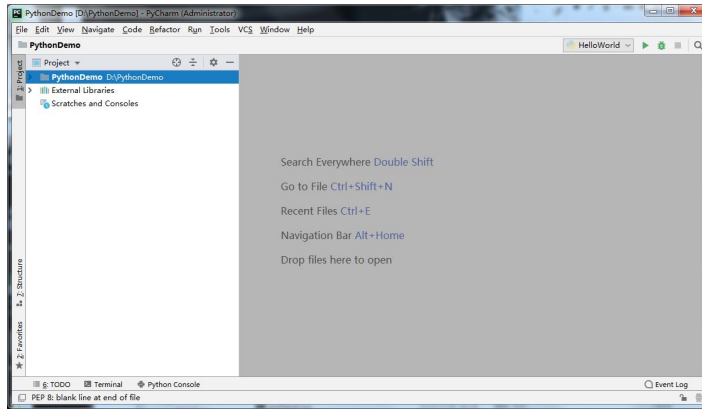 PythonDemo [D:\PythonDemo] - PyCharm (Administrator)
File Edit View Navigate Code Refactor Run Tools VCS Window Help
PythonDemo
HelloWorld
Project
1: Project
PythonDemo D:\PythonDemo
External Libraries
Scratches and Consoles
Search Everywhere Double Shift
Go to File Ctrl+Shift+N
Recent Files Ctrl+E
Navigation Bar Alt+Home
Drop files here to open
7: Structure
2: Favorites
6: TODO Terminal Python Console Event Log
PEP 8: blank line at end of file